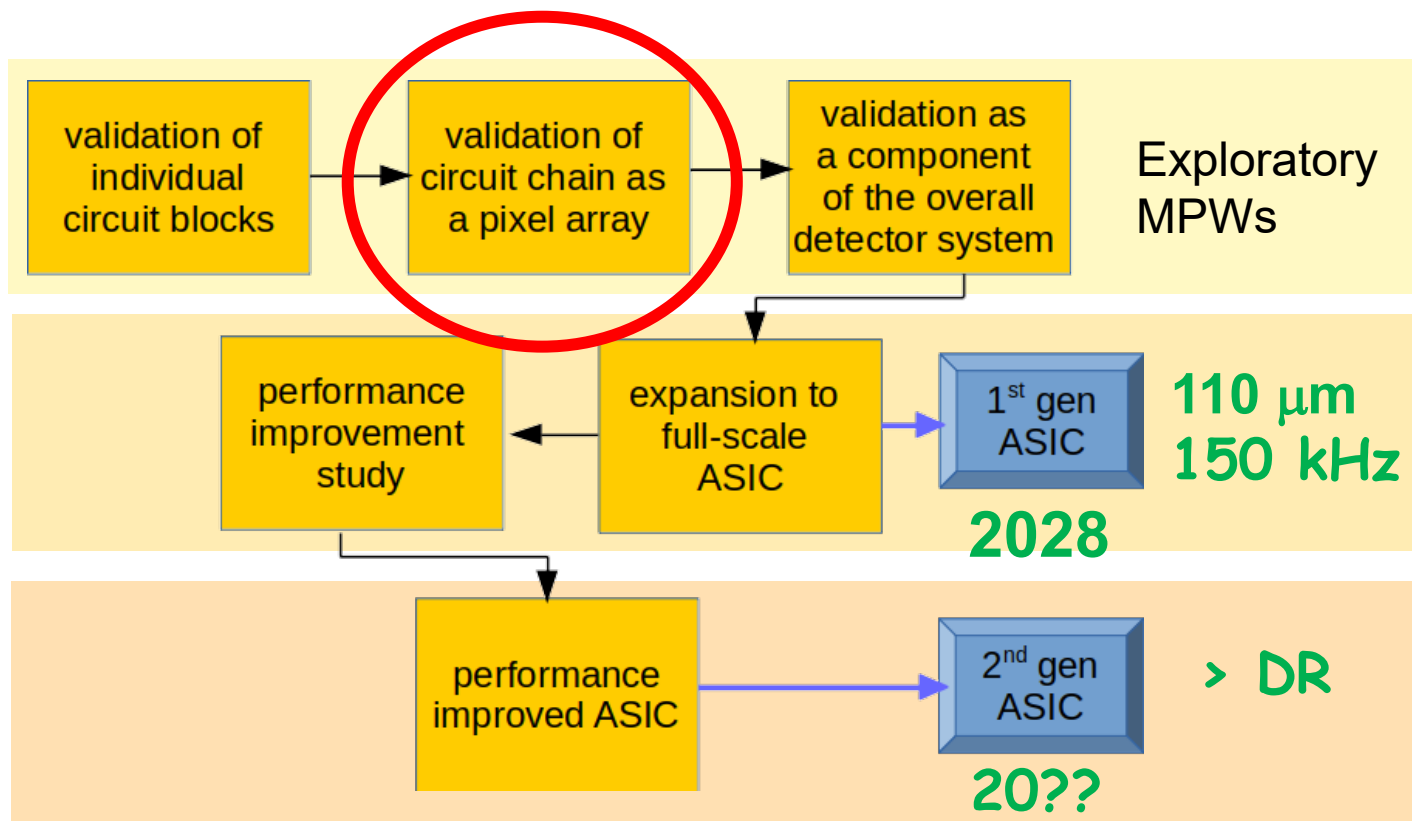 validation of
individual
circuit blocks
validation of
circuit chain as
a pixel array
validation as
a component
of the overall
detector system
Exploratory
MPWs
performance
improvement
study
expansion to
full-scale
ASIC
1st gen
ASIC
2028
110 μm
150 kHz
performance
improved ASIC
2nd gen
ASIC
20??
> DR